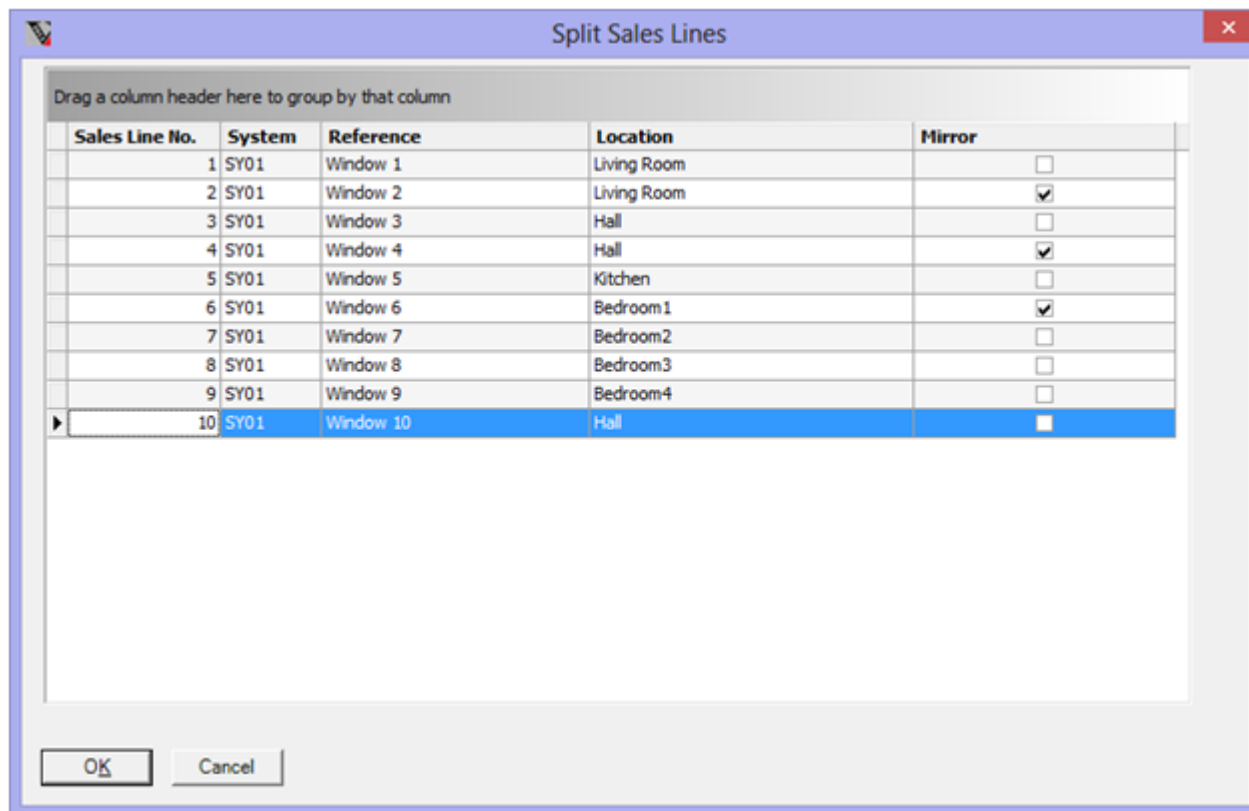 Split Sales Lines
Drag a column header here to group by that column
Sales Line No. System Reference Location Mirror
1 SY01 Window 1 Living Room
2 SY01 Window 2 Living Room
3 SY01 Window 3 Hall
4 SY01 Window 4 Hall
5 SY01 Window 5 Kitchen
6 SY01 Window 6 Bedroom1
7 SY01 Window 7 Bedroom2
8 SY01 Window 8 Bedroom3
9 SY01 Window 9 Bedroom4
10 SY01 Window 10 Hall
OK Cancel